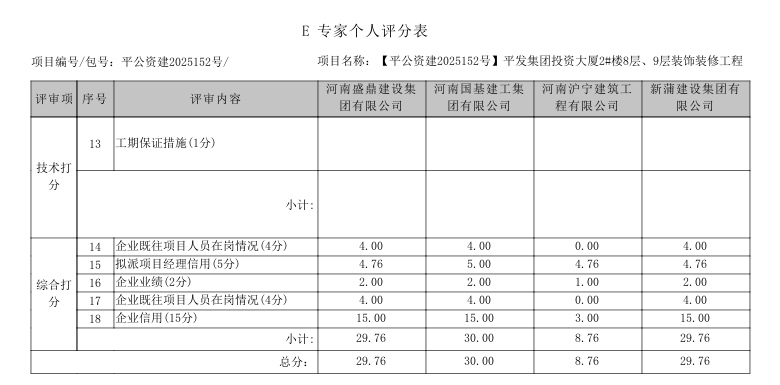 E 专家个人评分表
项目编号/包号: 平公资建2025152号/ 项目名称: 【平公资建2025152号】平发集团投资大厦2#楼8层、9层装饰装修工程
评审项 序号 评审内容 河南盛鼎建设集团有限公司 河南国基建工集团有限公司 河南沪宁建筑工程有限公司 新蒲建设集团有限公司
技术打分
13 工期保证措施(1分)
小计:
综合打分
14 企业既往项目人员在岗情况(4分) 4.00 4.00 0.00 4.00
15 拟派项目经理信用(5分) 4.76 5.00 4.76 4.76
16 企业业绩(2分) 2.00 2.00 1.00 2.00
17 企业既往项目人员在岗情况(4分) 4.00 4.00 0.00 4.00
18 企业信用(15分) 15.00 15.00 3.00 15.00
小计: 29.76 30.00 8.76 29.76
总分: 29.76 30.00 8.76 29.76